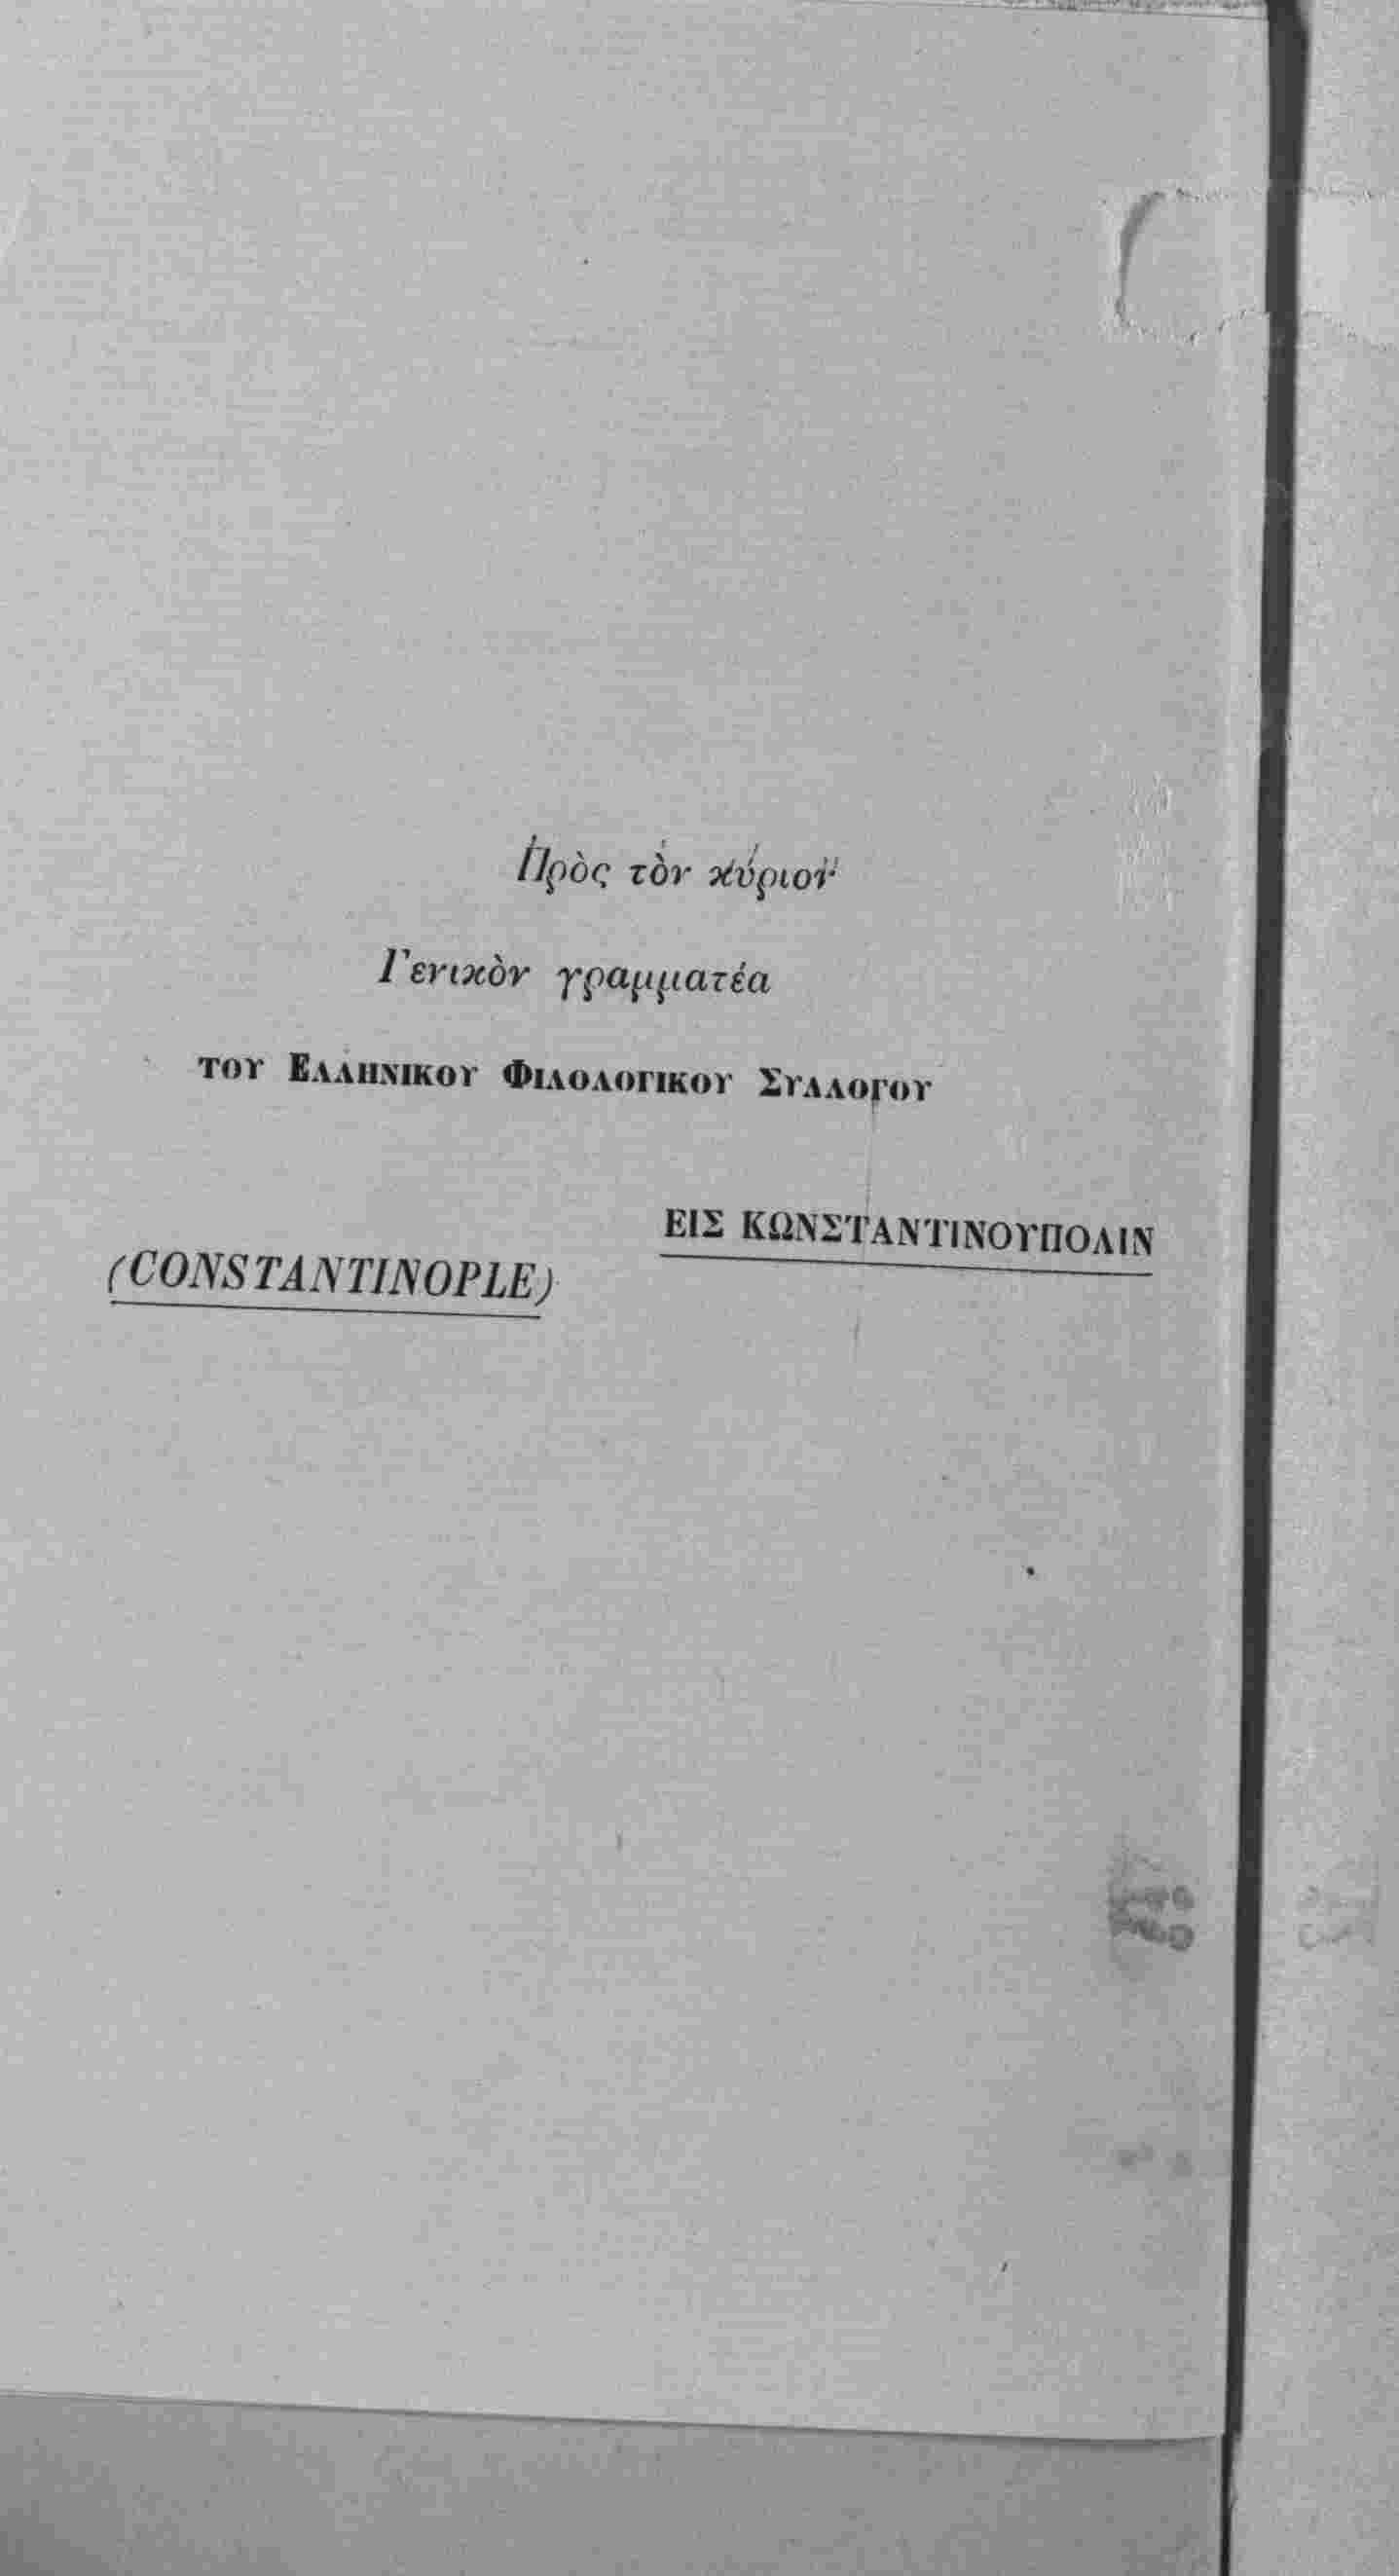 Πρὸς τὸν κύριον
Γενικὸν γραμματέα
ΤΟΥ ΕΛΛΗΝΙΚΟΥ ΦΙΛΟΛΟΓΙΚΟΥ ΣΥΛΛΟΓΟΥ
ΕΙΣ ΚΩΝΣΤΑΝΤΙΝΟΥΠΟΛΙΝ
(CONSTANTINOPLE)